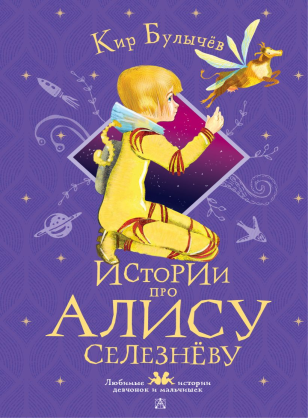 Кир Булычёв
ИСТОРИИ
ПРО
АЛИСУ
СЕЛЕЗНЁВУ
Любимые истории
девчонок и мальчишек